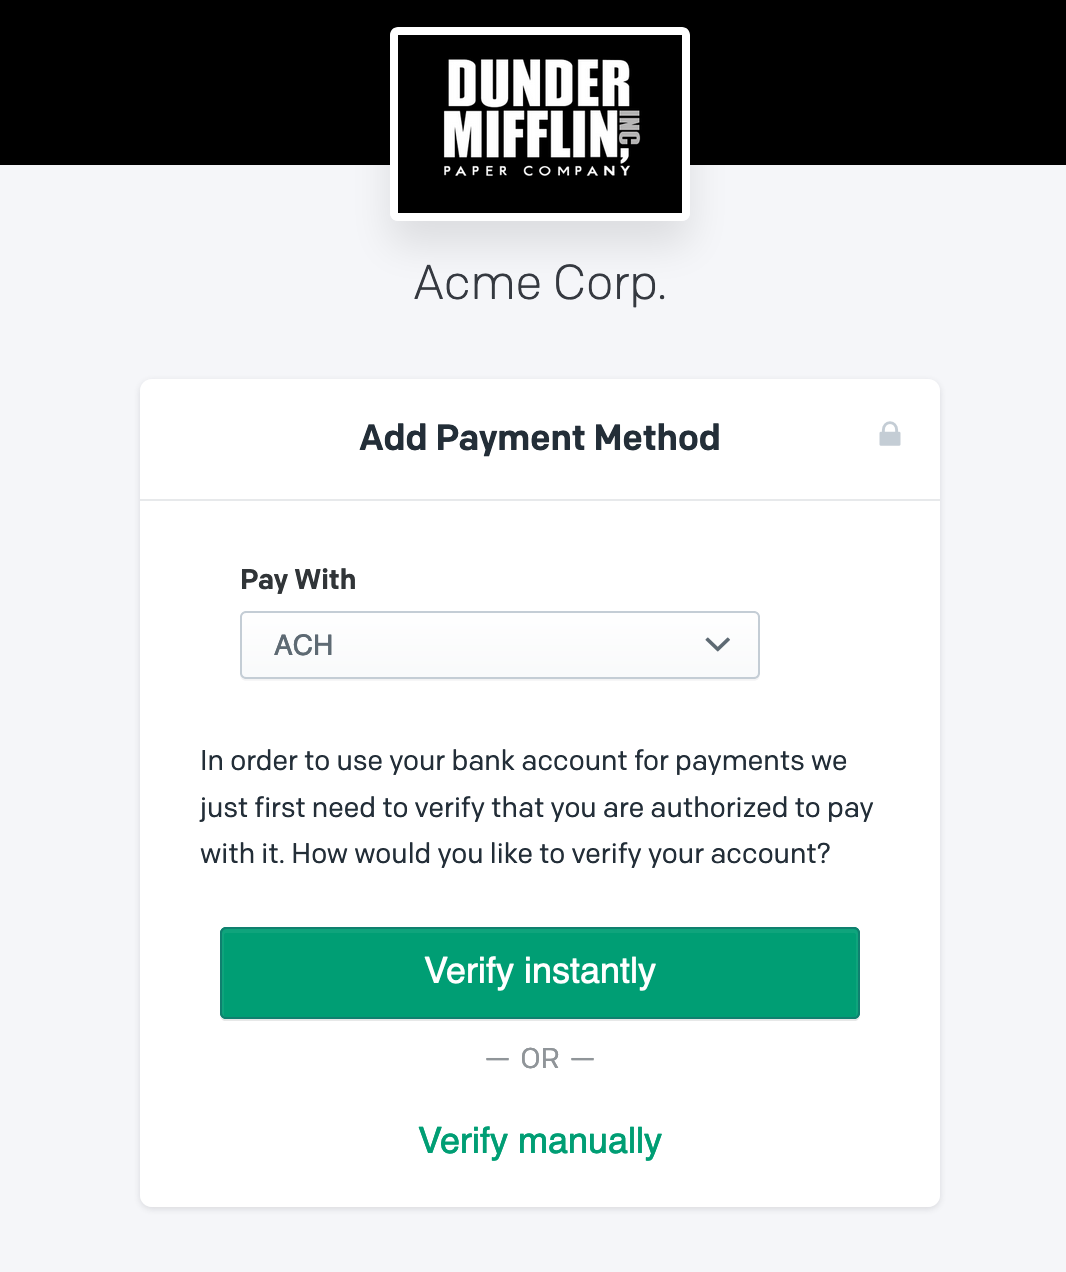 DUNDER
MIFFLIN, INC
PAPER COMPANY
Acme Corp.
Add Payment Method
Pay With
ACH
In order to use your bank account for payments we
just first need to verify that you are authorized to pay
with it. How would you like to verify your account?
Verify instantly
— OR —
Verify manually